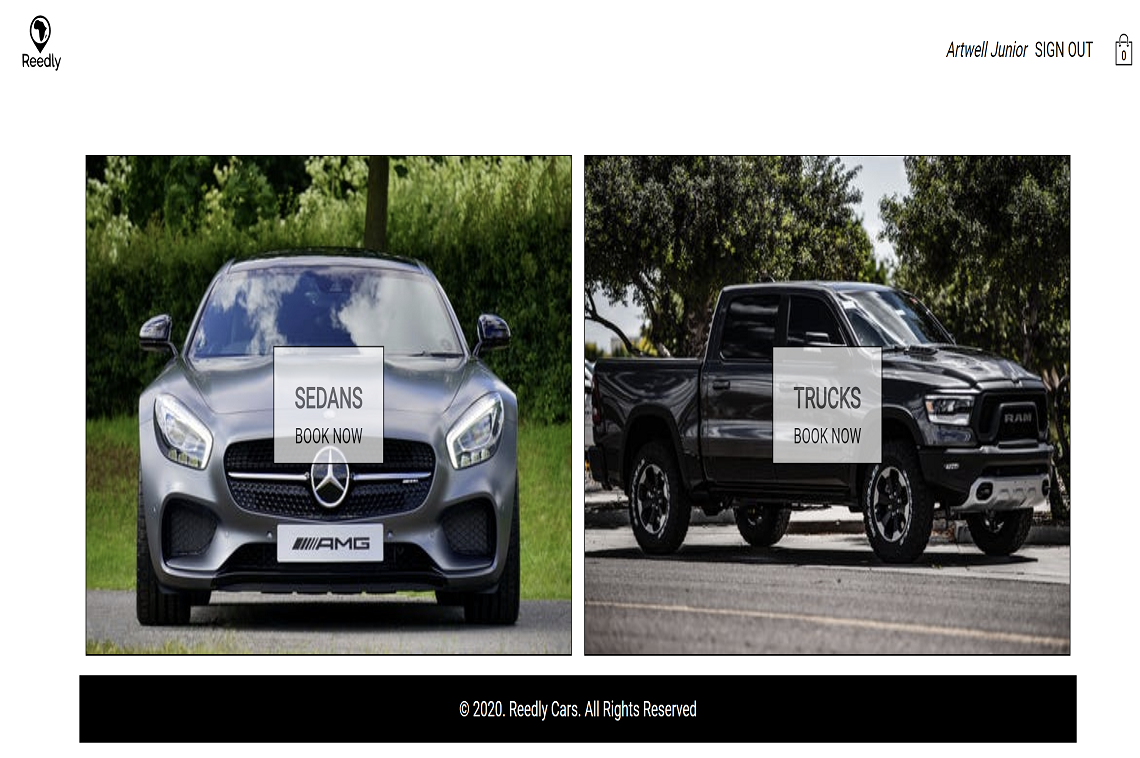 Reedly
Artwell Junior SIGN OUT
0
SEDANS
BOOK NOW
AMG
TRUCKS
BOOK NOW
RAM
© 2020. Reedly Cars. All Rights Reserved